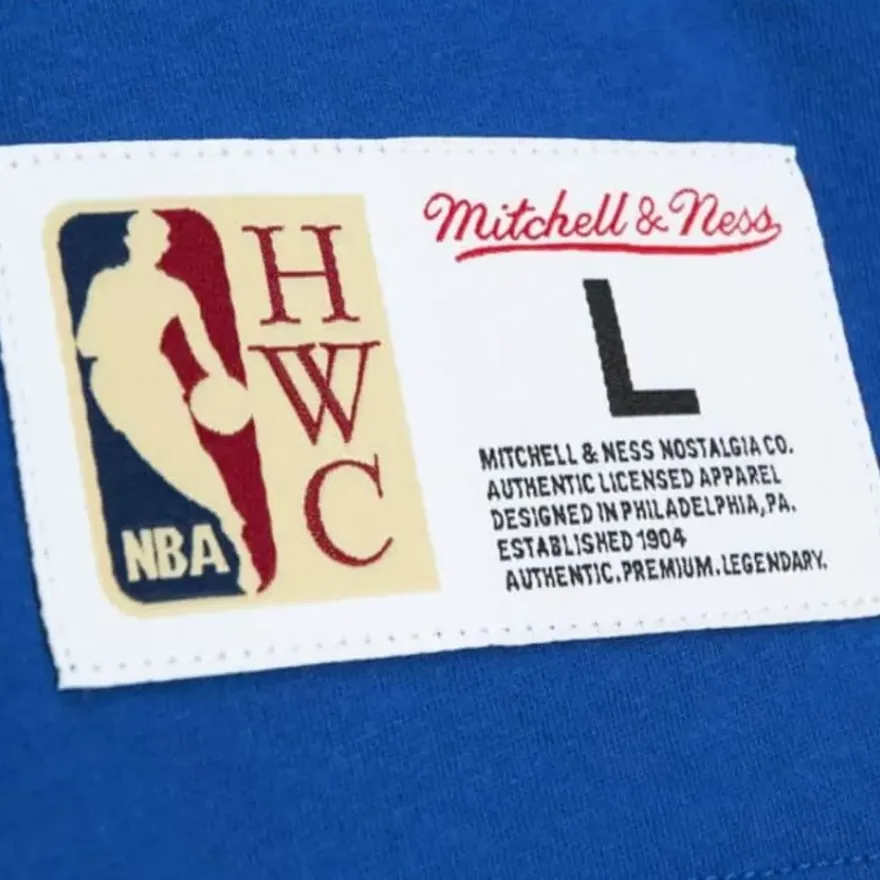 NBA
H
W
C
Mitchell & Ness
L
MITCHELL & NESS NOSTALGIA CO.
AUTHENTIC LICENSED APPAREL
DESIGNED IN PHILADELPHIA, PA.
ESTABLISHED 1904
AUTHENTIC. PREMIUM. LEGENDARY.